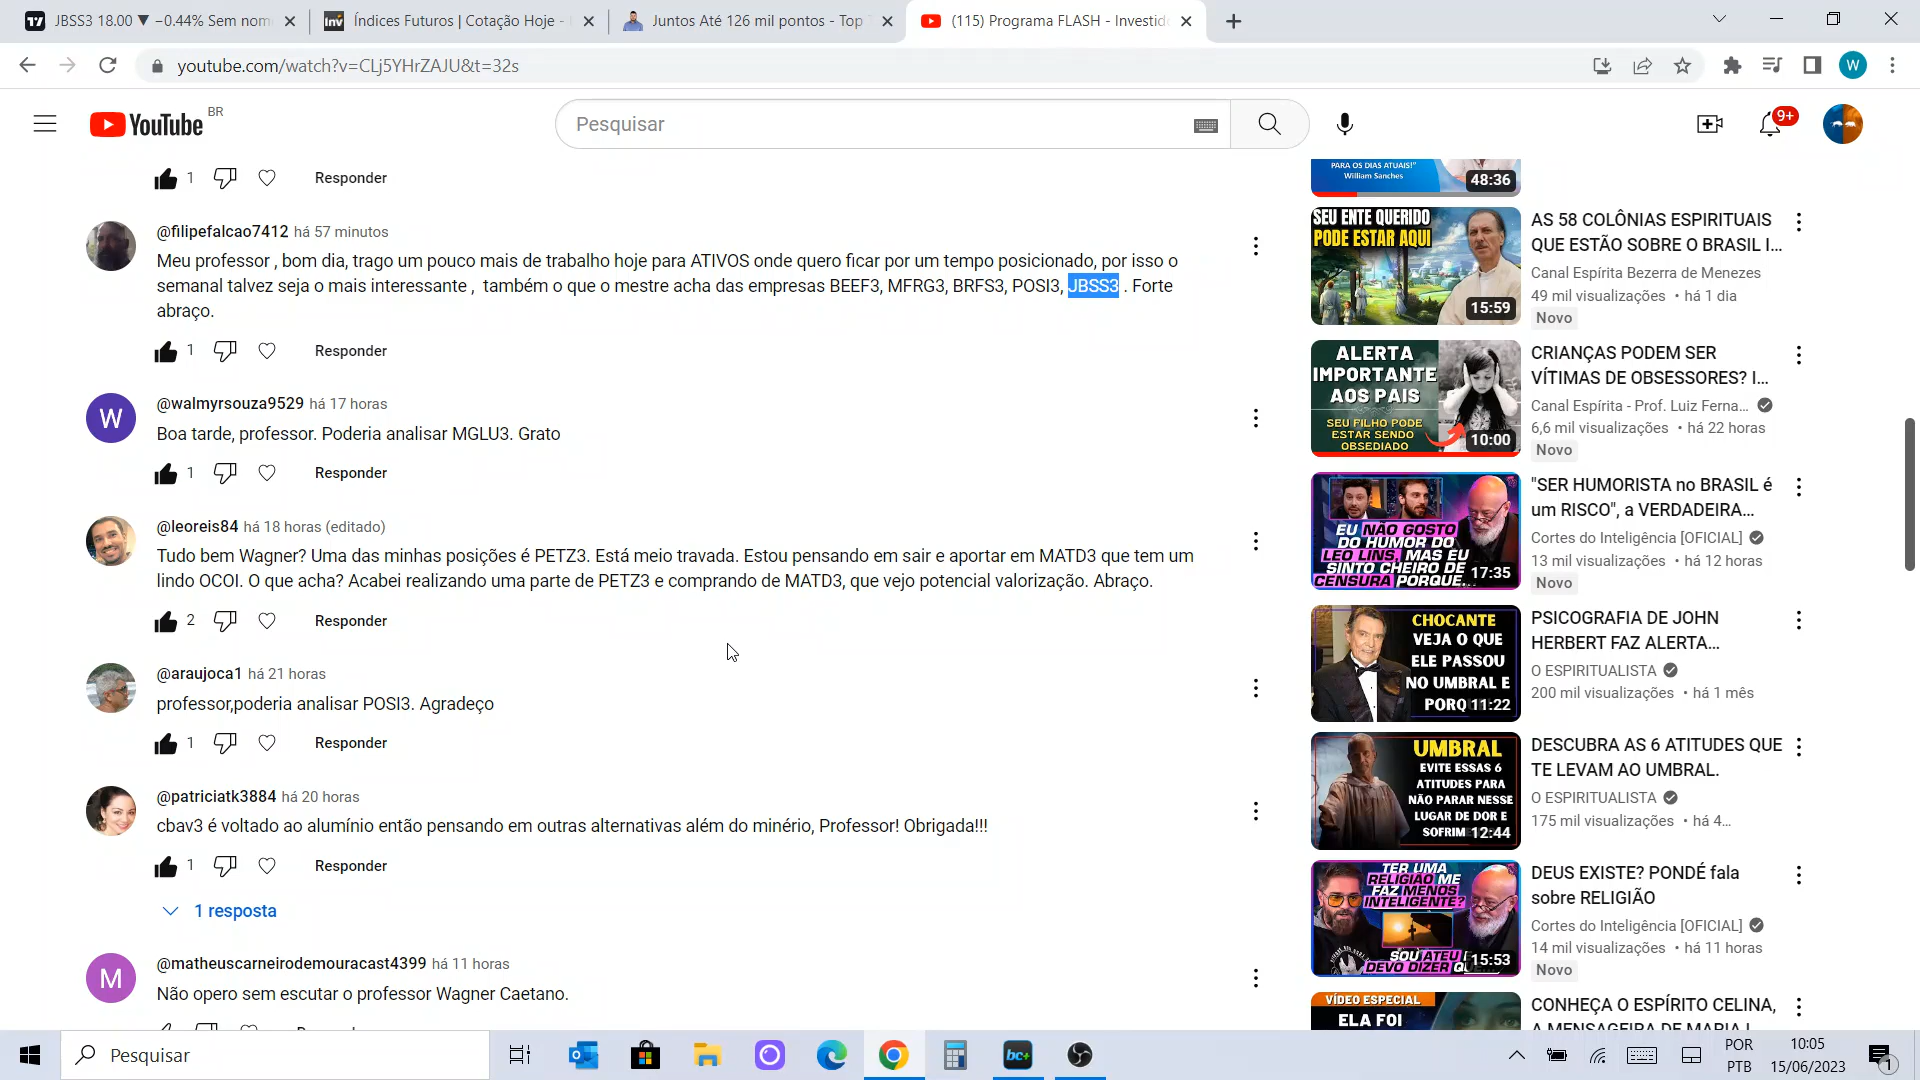 JBSS3 18.00 ▼ −0.44% Sem nom
Índices Futuros | Cotação Hoje -
Juntos Até 126 mil pontos - Top
(115) Programa FLASH - Investid
youtube.com/watch?v=CLj5YHrZAJU&t=32s
YouTube BR
Pesquisar
9+
1 Responder
@filipefalcao7412 há 57 minutos
Meu professor , bom dia, trago um pouco mais de trabalho hoje para ATIVOS onde quero ficar por um tempo posicionado, por isso o
semanal talvez seja o mais interessante , também o que o mestre acha das empresas BEEF3, MFRG3, BRFS3, POSI3, JBSS3 . Forte
abraço.
1 Responder
W
@walmyrsouza9529 há 17 horas
Boa tarde, professor. Poderia analisar MGLU3. Grato
1 Responder
@leoreis84 há 18 horas (editado)
Tudo bem Wagner? Uma das minhas posições é PETZ3. Está meio travada. Estou pensando em sair e aportar em MATD3 que tem um
lindo OCOI. O que acha? Acabei realizando uma parte de PETZ3 e comprando de MATD3, que vejo potencial valorização. Abraço.
2 Responder
@araujoca1 há 21 horas
professor,poderia analisar POSI3. Agradeço
1 Responder
@patriciatk3884 há 20 horas
cbav3 é voltado ao alumínio então pensando em outras alternativas além do minério, Professor! Obrigada!!!
1 Responder
1 resposta
M
@matheuscarneirodemouracast4399 há 11 horas
Não opero sem escutar o professor Wagner Caetano.
PARA OS DIAS ATUAIS!"
William Sanches
48:36
SEU ENTE QUERIDO
PODE ESTAR AQUI
15:59
AS 58 COLÔNIAS ESPIRITUAIS
QUE ESTÃO SOBRE O BRASIL I...
Canal Espírita Bezerra de Menezes
49 mil visualizações • há 1 dia
Novo
ALERTA
IMPORTANTE
AOS PAIS
SEU FILHO PODE
ESTAR SENDO
OBSEDIADO
10:00
CRIANÇAS PODEM SER
VÍTIMAS DE OBSESSORES? I...
Canal Espírita - Prof. Luiz Ferna...
6,6 mil visualizações • há 22 horas
Novo
EU NÃO GOSTO
DO HUMOR DO
LEO LINS, MAS EU
SINTO CHEIRO DE
CENSURA PORQUE...
17:35
"SER HUMORISTA no BRASIL é
um RISCO", a VERDADEIRA...
Cortes do Inteligência [OFICIAL]
13 mil visualizações • há 12 horas
Novo
CHOCANTE
VEJA O QUE
ELE PASSOU
NO UMBRAL E
PORQ
11:22
PSICOGRAFIA DE JOHN
HERBERT FAZ ALERTA...
O ESPIRITUALISTA
200 mil visualizações • há 1 mês
UMBRAL
EVITE ESSAS 6
ATITUDES PARA
NÃO PARAR NESSE
LUGAR DE DOR E
SOFRIM
12:44
DESCUBRA AS 6 ATITUDES QUE
TE LEVAM AO UMBRAL.
O ESPIRITUALISTA
175 mil visualizações • há 4...
TER UMA
RELIGIÃO ME
FAZ MENOS
INTELIGENTE?
SOU ATEU
DEVO DIZER QUE
15:53
DEUS EXISTE? PONDÉ fala
sobre RELIGIÃO
Cortes do Inteligência [OFICIAL]
14 mil visualizações • há 11 horas
Novo
VÍDEO ESPECIAL
ELA FOI
CONHEÇA O ESPÍRITO CELINA,
A MENSAGEIRA DE MARIA I
Pesquisar
bc+
POR
PTB
10:05
15/06/2023
1